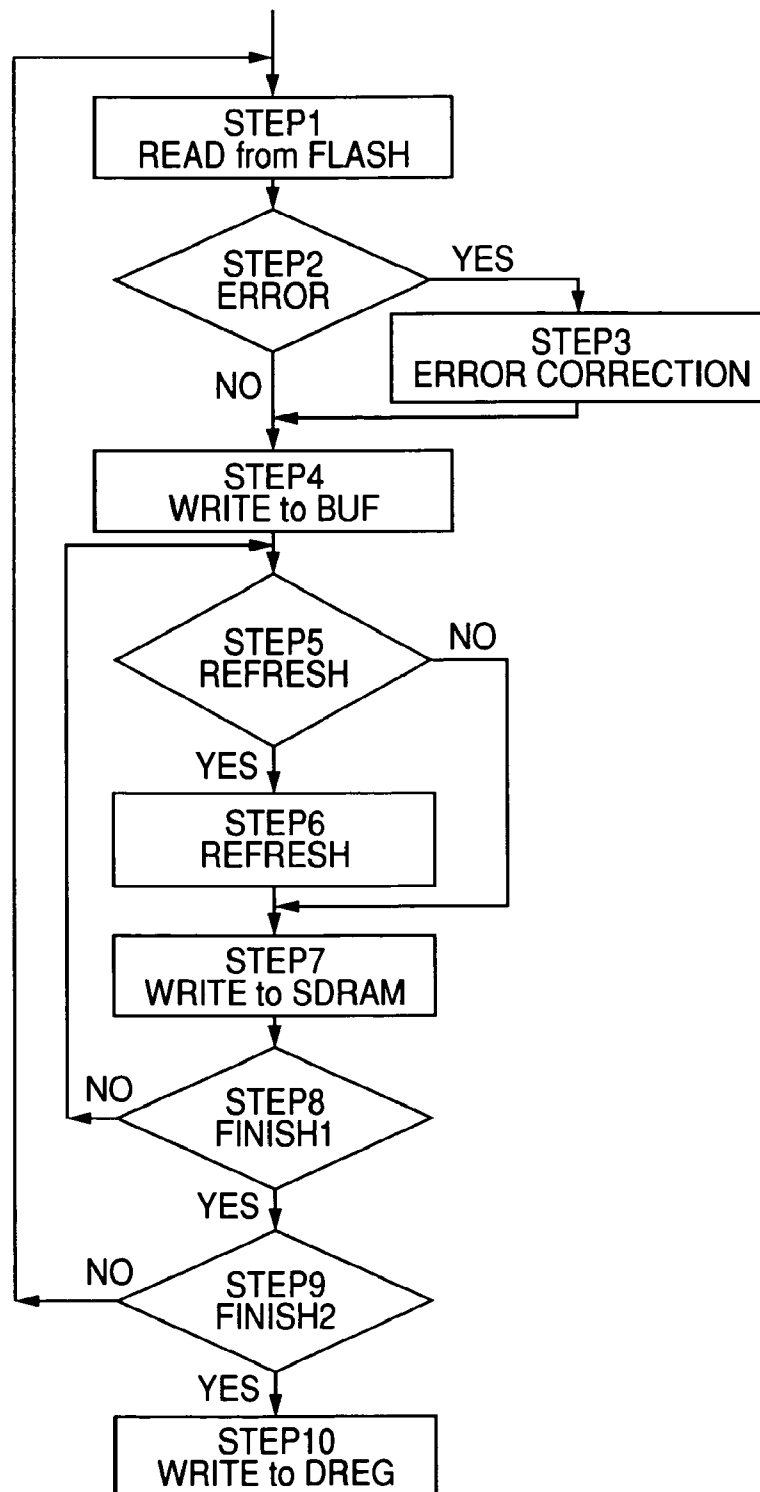 STEP1
READ from FLASH
STEP2
ERROR
YES
STEP3
ERROR CORRECTION
NO
STEP4
WRITE to BUF
STEP5
REFRESH
NO
YES
STEP6
REFRESH
STEP7
WRITE to SDRAM
NO
STEP8
FINISH1
YES
NO
STEP9
FINISH2
YES
STEP10
WRITE to DREG